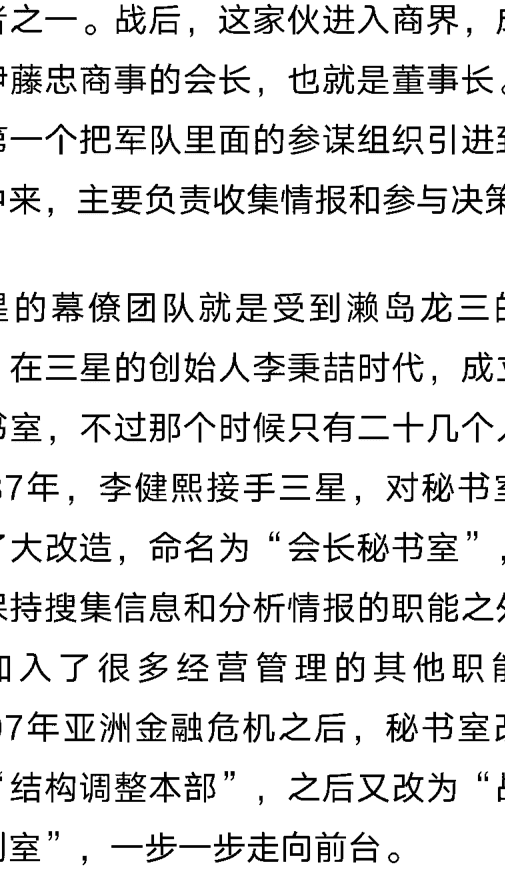 者之一。战后，这家伙进入商界，成
伊藤忠商事的会长，也就是董事长。
第一个把军队里面的参谋组织引进到
中来，主要负责收集情报和参与决策
星的幕僚团队就是受到濑岛龙三的
。在三星的创始人李秉喆时代，成立
书室，不过那个时候只有二十几个人
87年，李健熙接手三星，对秘书室
了大改造，命名为“会长秘书室”，
保持搜集信息和分析情报的职能之外
加入了很多经营管理的其他职能
97年亚洲金融危机之后，秘书室改
“结构调整本部”，之后又改为“战
划室”，一步一步走向前台。